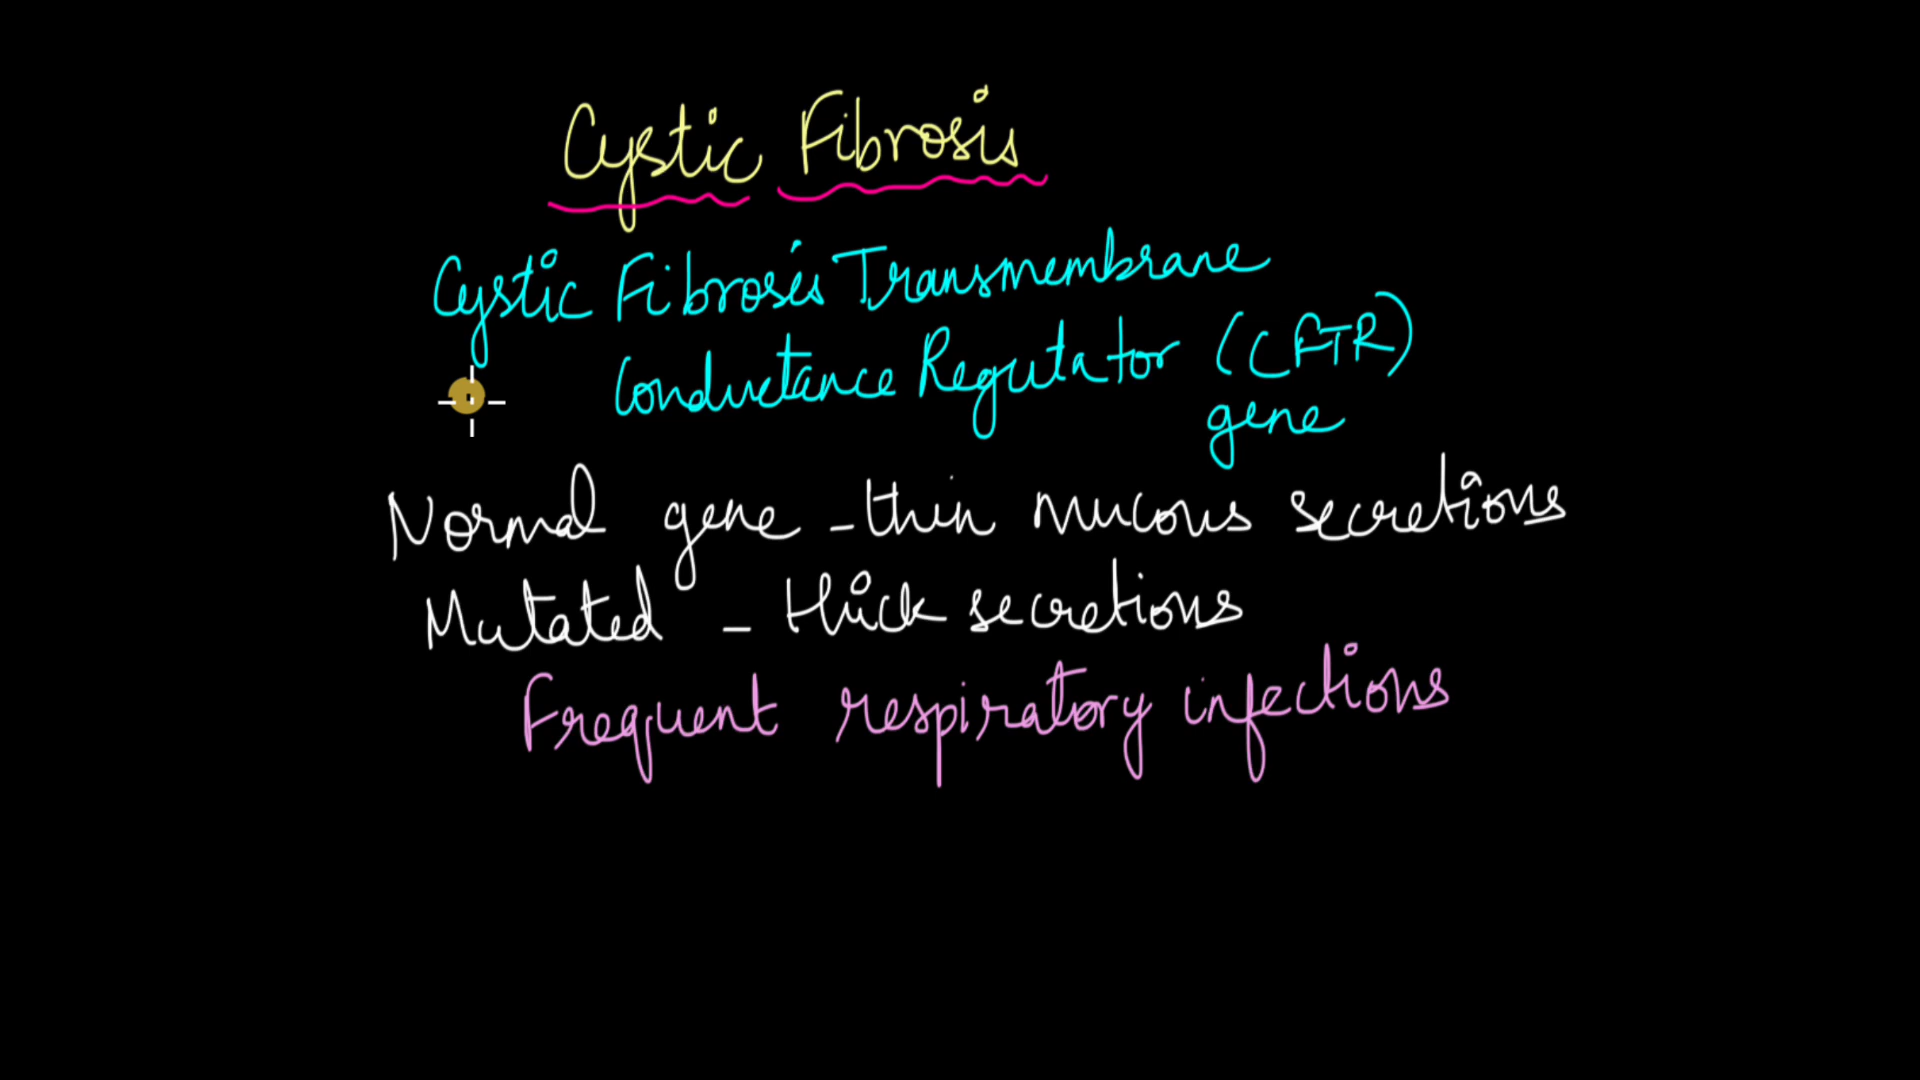 Cystic Fibrosis
Cystic Fibrosis Transmembrane
Conductance Regutator (CFTR)
gene
Normal gene - thin mucous secretions
Mutated - thick secretions
Frequent respiratory infections